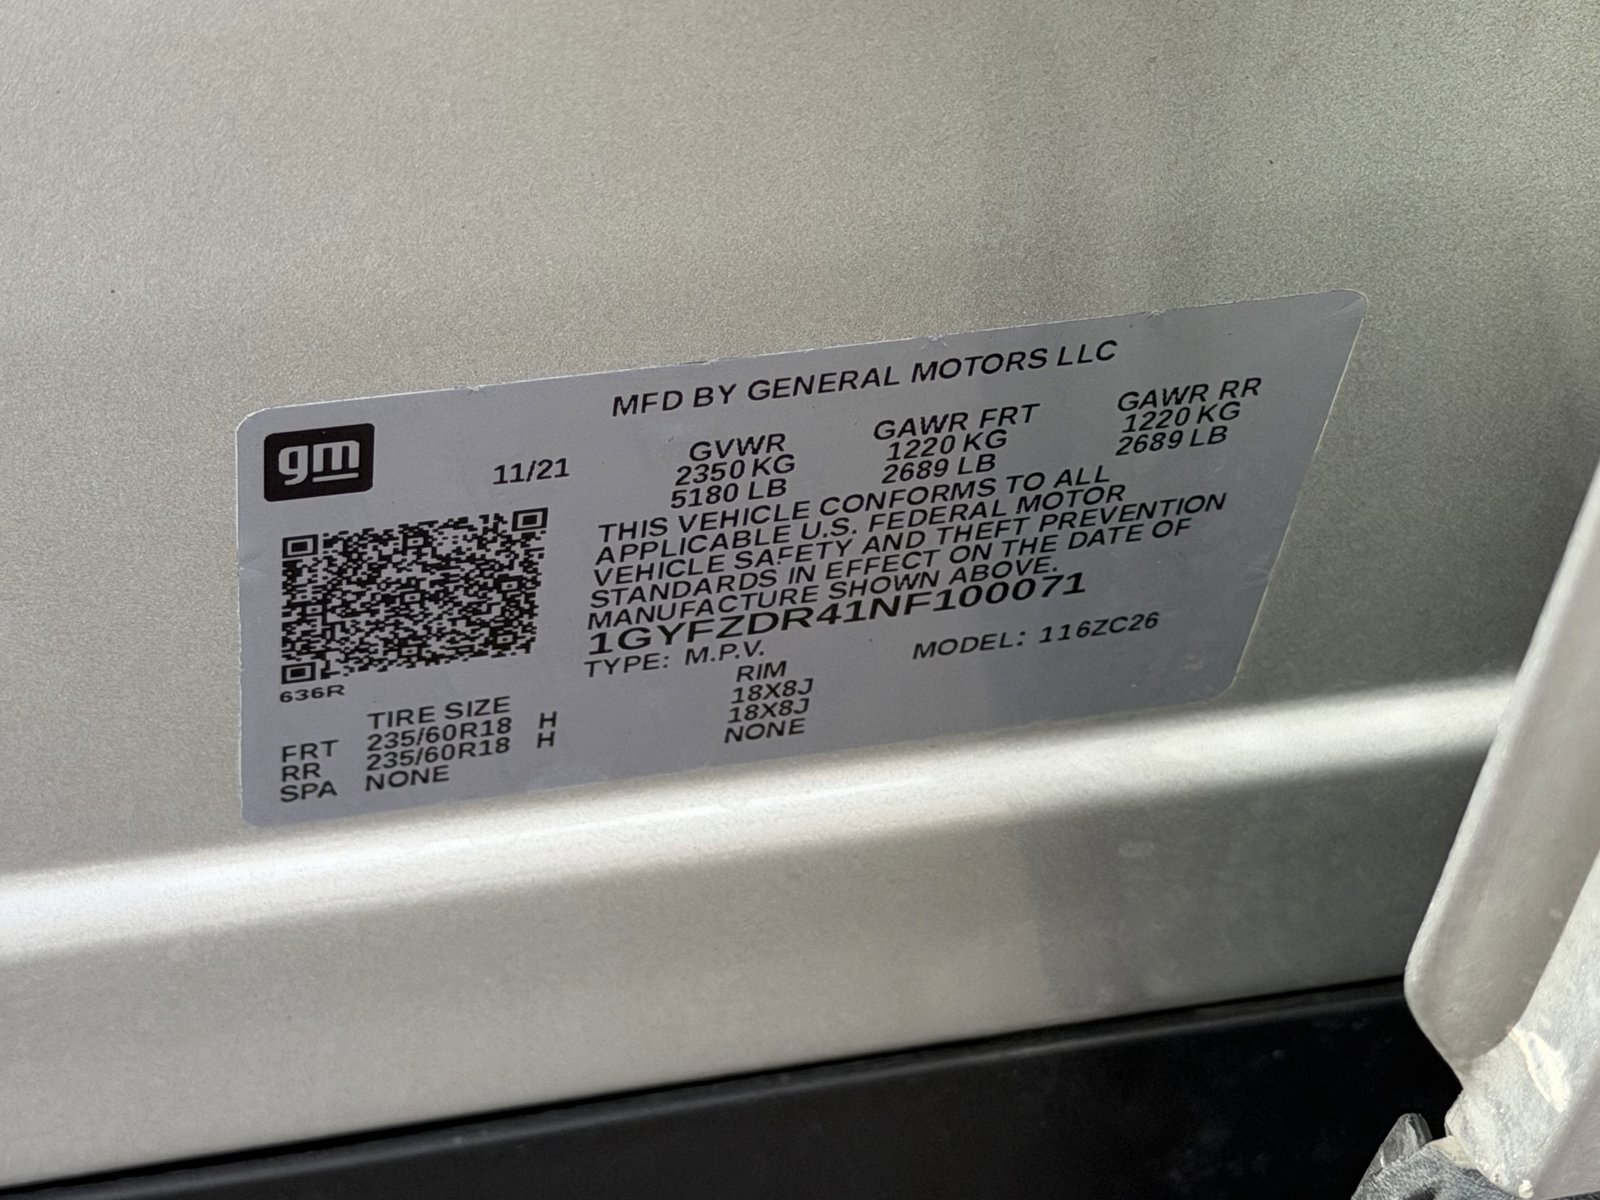 MFD BY GENERAL MOTORS LLC
gm
11/21
GVWR GAWR FRT GAWR RR
2350 KG 1220 KG 1220 KG
5180 LB 2689 LB 2689 LB
THIS VEHICLE CONFORMS TO ALL
APPLICABLE U.S. FEDERAL MOTOR
VEHICLE SAFETY AND THEFT PREVENTION
STANDARDS IN EFFECT ON THE DATE OF
MANUFACTURE SHOWN ABOVE.
1GYFZDR41NF100071
TYPE: M.P.V. MODEL: 116ZC26
636R
TIRE SIZE RIM
FRT 235/60R18 H 18X8J
RR 235/60R18 H 18X8J
SPA NONE NONE